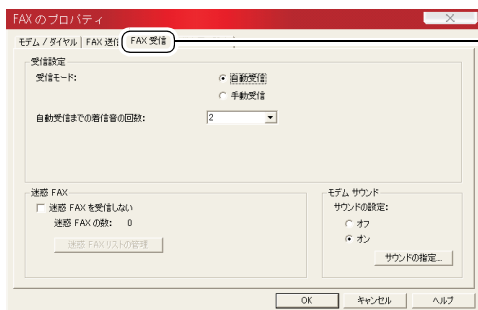 FAX のプロパティ
モデム / ダイヤル FAX 送信 FAX 受信
受信設定
受信モード:
自動受信
手動受信
自動受信までの着信音の回数: 2
迷惑 FAX
迷惑 FAX を受信しない
迷惑 FAX の数: 0
迷惑 FAX リストの管理
モデム サウンド
サウンドの設定:
オフ
オン
サウンドの指定...
OK キャンセル ヘルプ